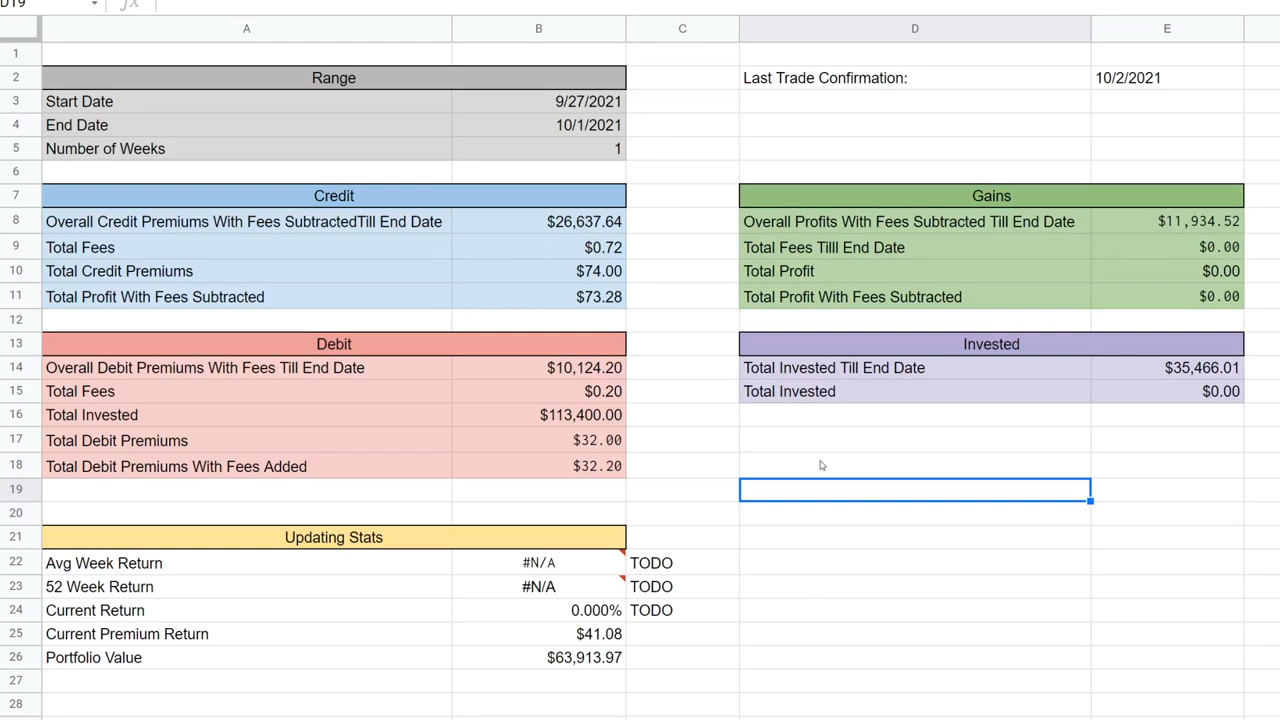 D19 fx
A B C D E
1
2 Range Last Trade Confirmation: 10/2/2021
3 Start Date 9/27/2021
4 End Date 10/1/2021
5 Number of Weeks 1
6
7 Credit Gains
8 Overall Credit Premiums With Fees SubtractedTill End Date $26,637.64 Overall Profits With Fees Subtracted Till End Date $11,934.52
9 Total Fees $0.72 Total Fees Tilll End Date $0.00
10 Total Credit Premiums $74.00 Total Profit $0.00
11 Total Profit With Fees Subtracted $73.28 Total Profit With Fees Subtracted $0.00
12
13 Debit Invested
14 Overall Debit Premiums With Fees Till End Date $10,124.20 Total Invested Till End Date $35,466.01
15 Total Fees $0.20 Total Invested $0.00
16 Total Invested $113,400.00
17 Total Debit Premiums $32.00
18 Total Debit Premiums With Fees Added $32.20
19
20
21 Updating Stats
22 Avg Week Return #N/A TODO
23 52 Week Return #N/A TODO
24 Current Return 0.000% TODO
25 Current Premium Return $41.08
26 Portfolio Value $63,913.97
27
28